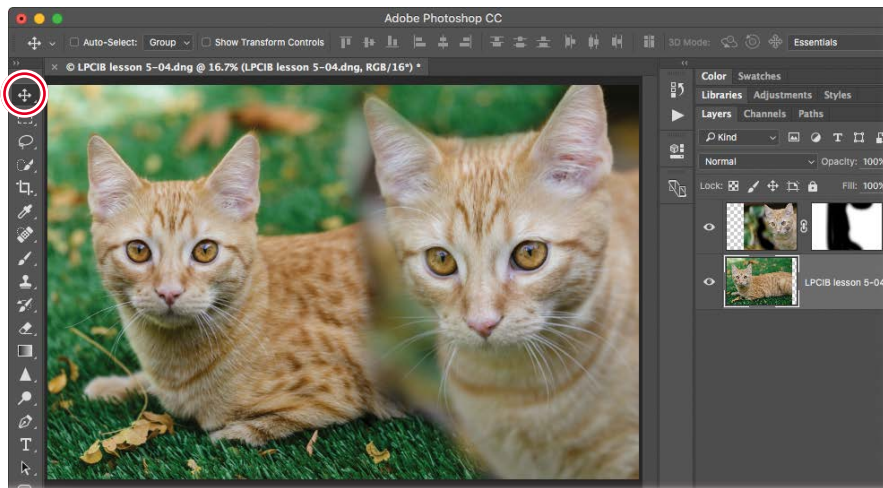 Adobe Photoshop CC
Auto-Select: Group Show Transform Controls 3D Mode: Essentials
× © LPCIB lesson 5-04.dng @ 16.7% (LPCIB lesson 5-04.dng, RGB/16*) *
Color Swatches
Libraries Adjustments Styles
Layers Channels Paths
Kind
Normal Opacity: 100%
Lock: Fill: 100%
LPCIB lesson 5-04